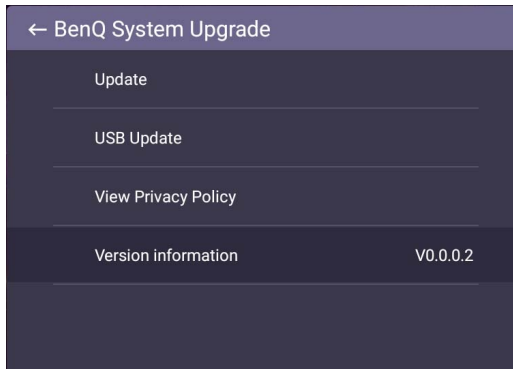 ← BenQ System Upgrade
Update
USB Update
View Privacy Policy
Version information V0.0.0.2